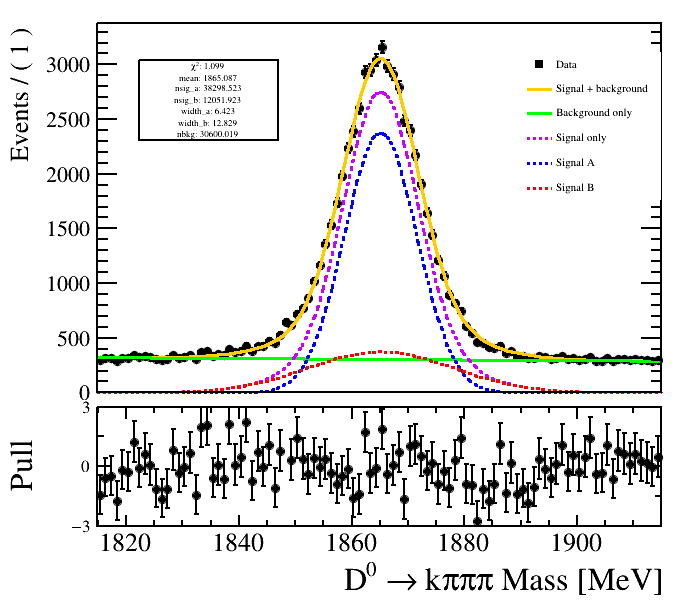 Events / ( 1 )
3000
2500
2000
1500
1000
500
0
χ²: 1.099
mean: 1865.087
nsig_a: 38298.523
nsig_b: 12051.923
width_a: 6.423
width_b: 12.829
nbkg: 30600.019
Data
Signal + background
Background only
Signal only
Signal A
Signal B
Pull
3
0
−3
1820 1840 1860 1880 1900
D⁰ → kπππ Mass [MeV]